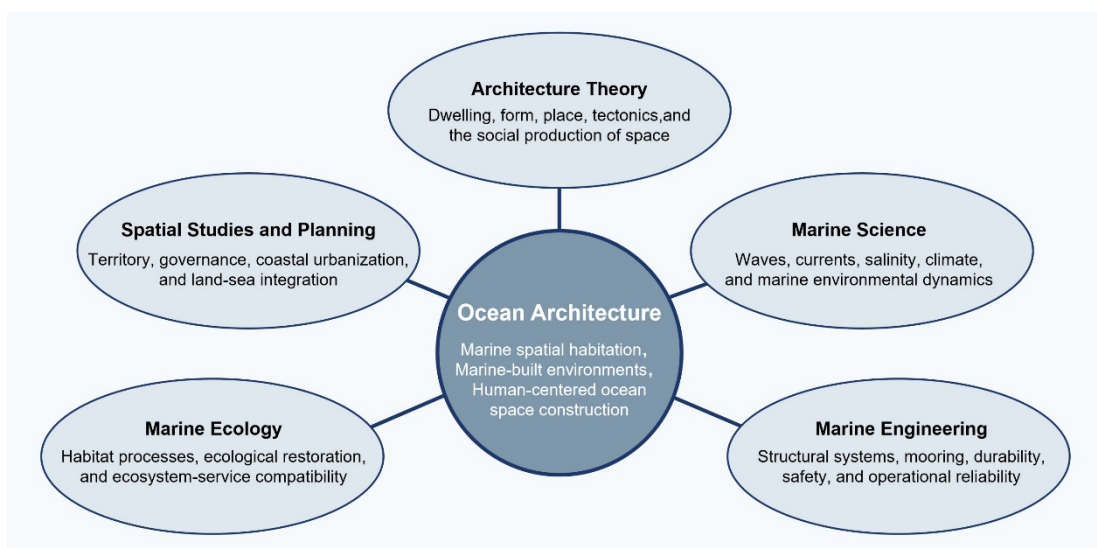 Architecture Theory
Dwelling, form, place, tectonics,and
the social production of space
Spatial Studies and Planning
Territory, governance, coastal urbanization,
and land-sea integration
Marine Science
Waves, currents, salinity, climate,
and marine environmental dynamics
Ocean Architecture
Marine spatial habitation,
Marine-built environments,
Human-centered ocean
space construction
Marine Ecology
Habitat processes, ecological restoration,
and ecosystem-service compatibility
Marine Engineering
Structural systems, mooring, durability,
safety, and operational reliability